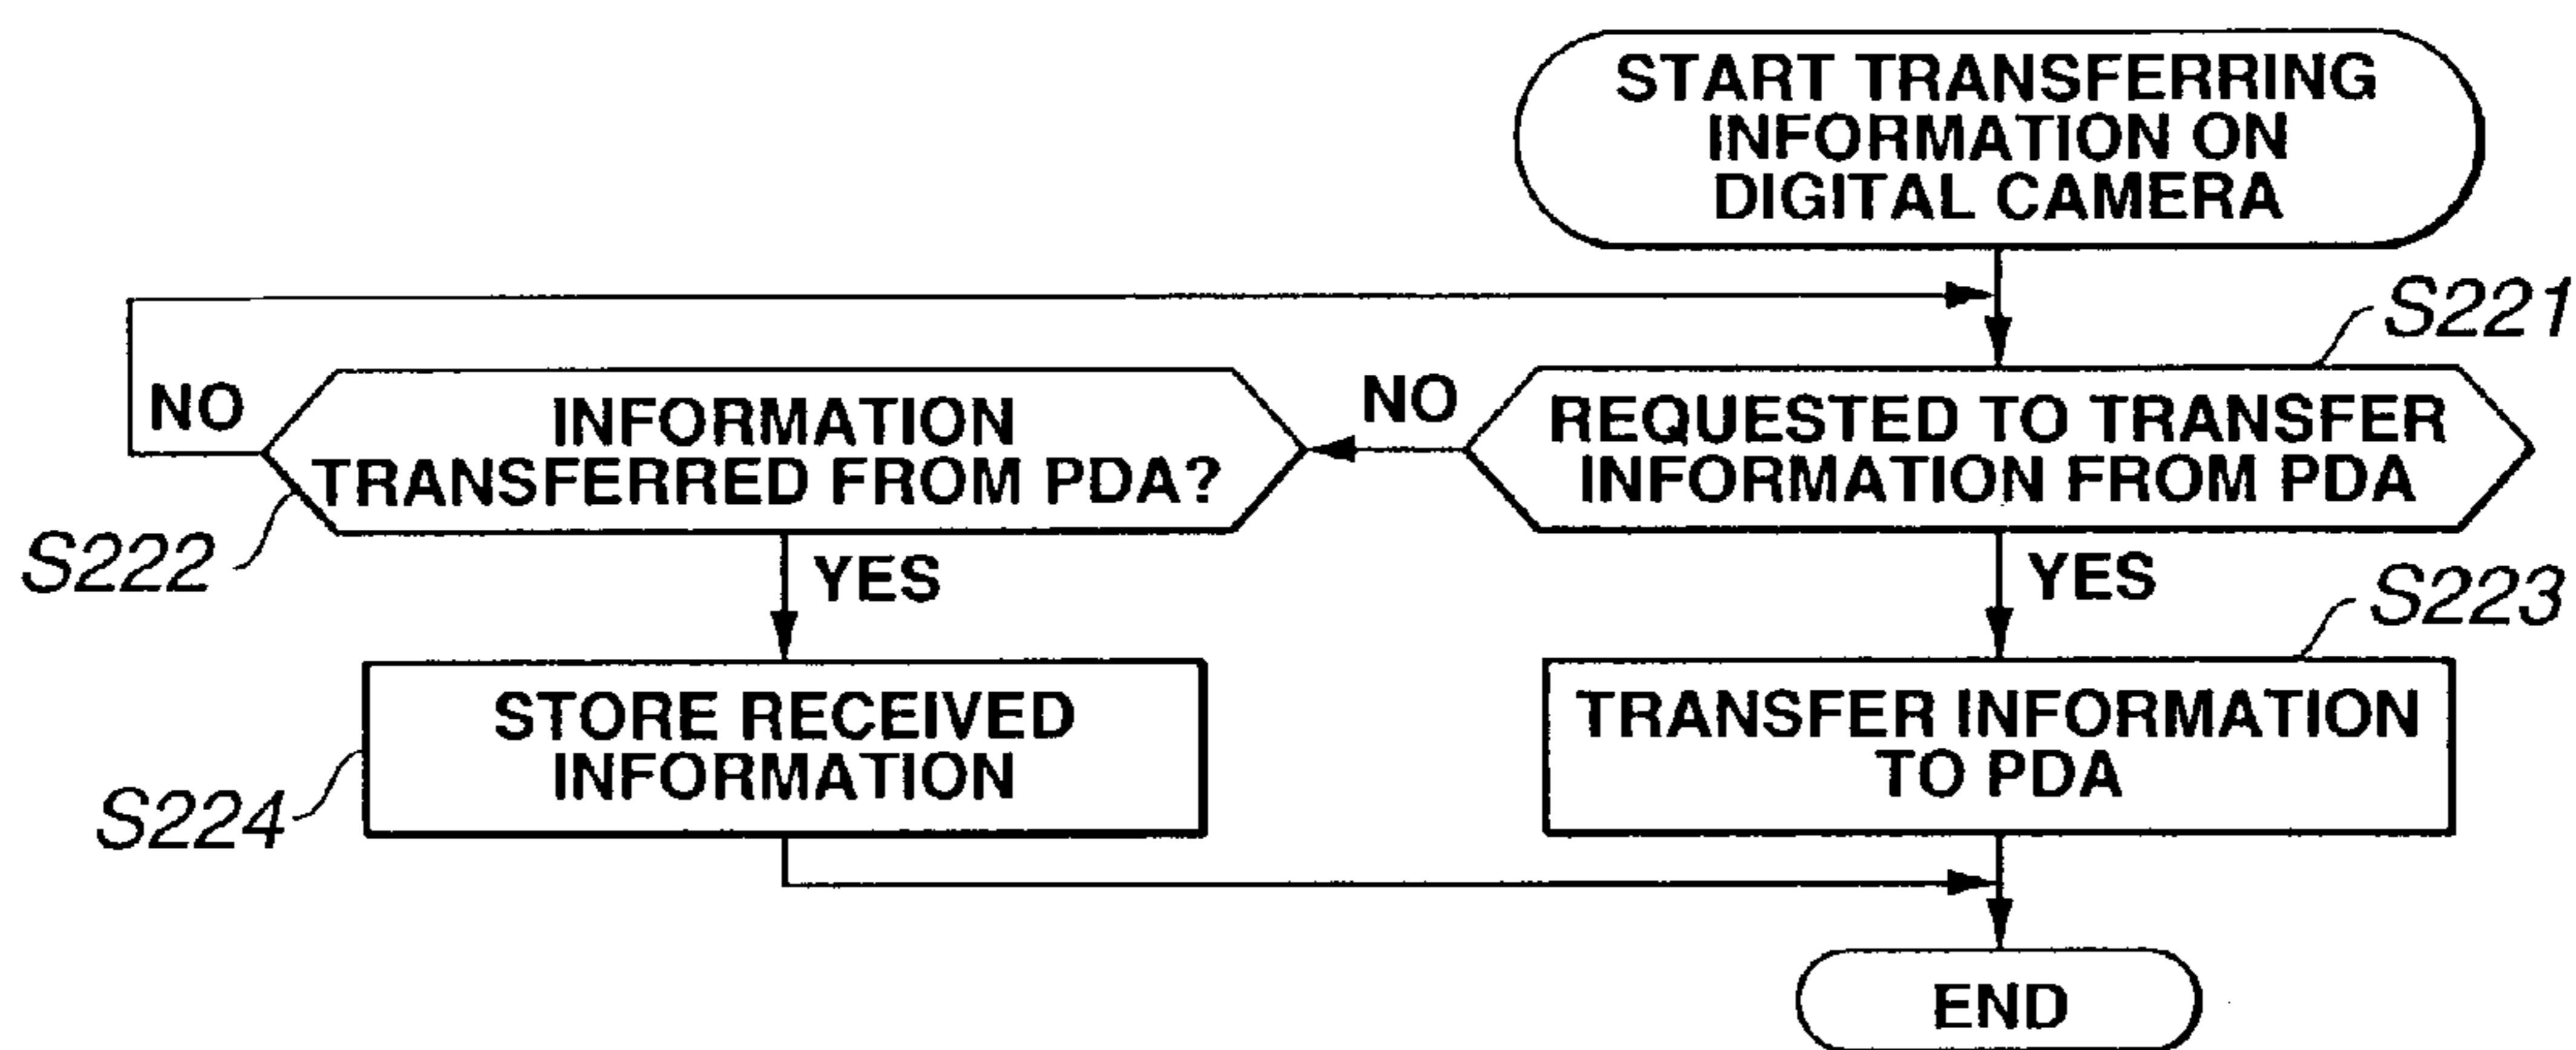 START TRANSFERRING
INFORMATION ON
DIGITAL CAMERA
S221
REQUESTED TO TRANSFER
INFORMATION FROM PDA
NO
INFORMATION
TRANSFERRED FROM PDA?
NO
S222
YES
YES
S223
STORE RECEIVED
INFORMATION
S224
TRANSFER INFORMATION
TO PDA
END